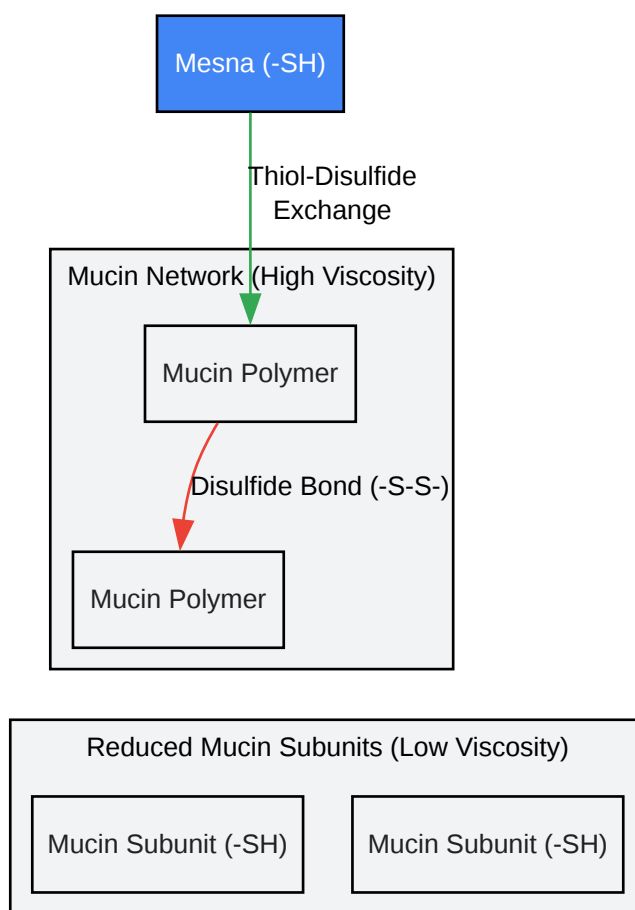 Mesna (-SH)
Thiol-Disulfide
Exchange
Mucin Network (High Viscosity)
Mucin Polymer
Disulfide Bond (-S-S-)
Mucin Polymer
Reduced Mucin Subunits (Low Viscosity)
Mucin Subunit (-SH)
Mucin Subunit (-SH)